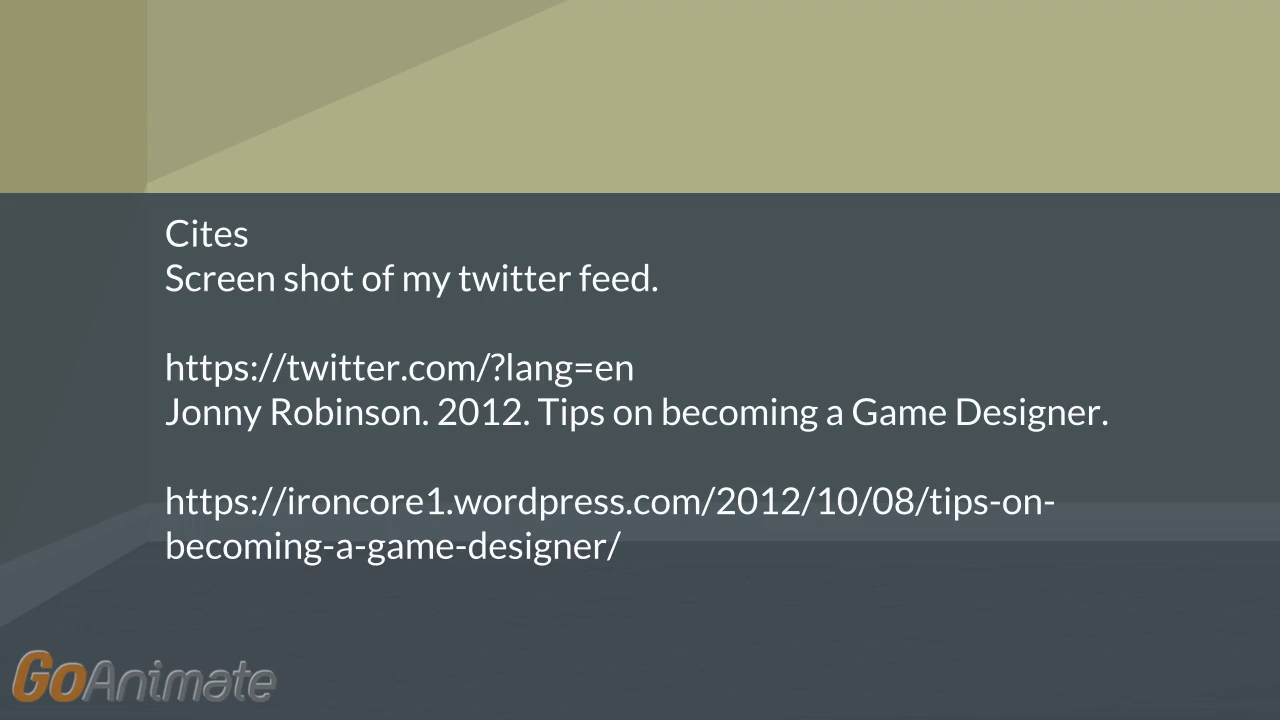 Cites
Screen shot of my twitter feed.
https://twitter.com/?lang=en
Jonny Robinson. 2012. Tips on becoming a Game Designer.
https://ironcore1.wordpress.com/2012/10/08/tips-on-
becoming-a-game-designer/
GoAnimate